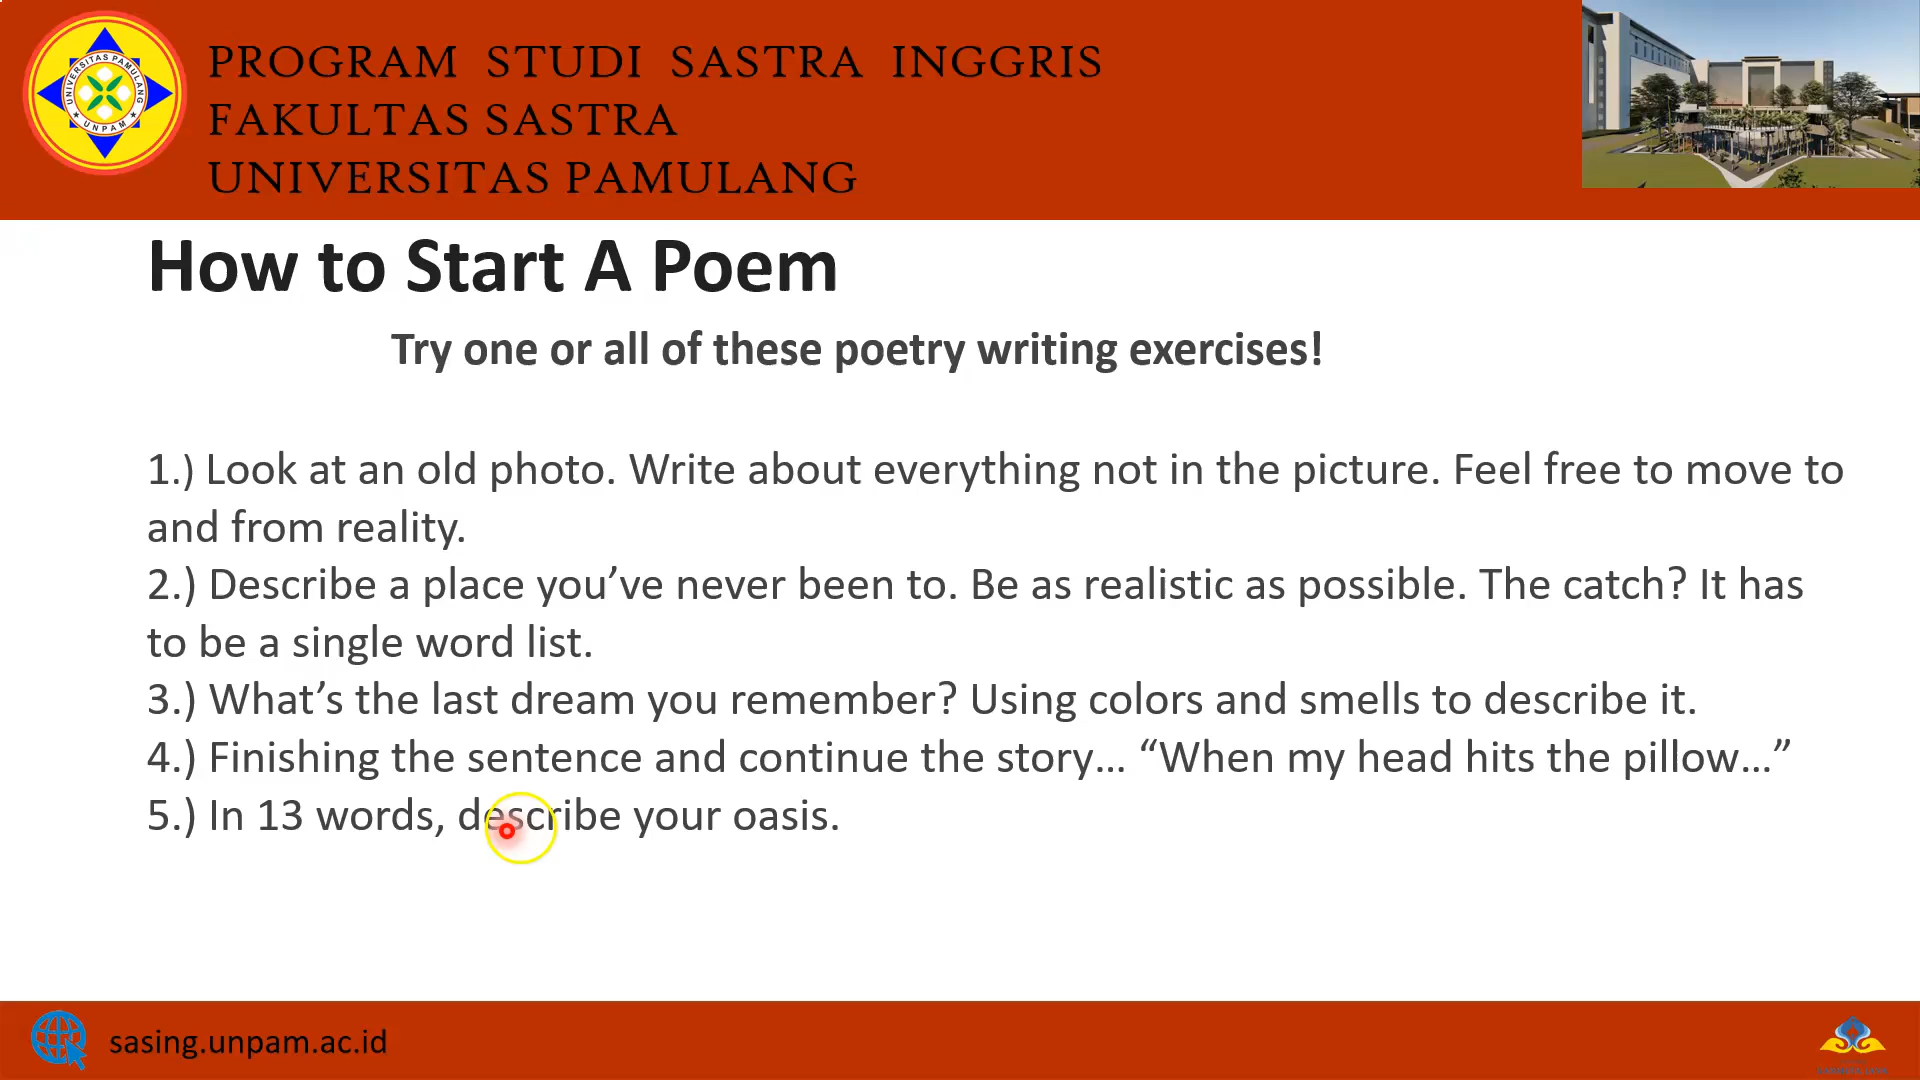 UNIVERSITAS PAMULANG
UNPAM
PROGRAM STUDI SASTRA INGGRIS
FAKULTAS SASTRA
UNIVERSITAS PAMULANG
How to Start A Poem
Try one or all of these poetry writing exercises!
1.) Look at an old photo. Write about everything not in the picture. Feel free to move to
and from reality.
2.) Describe a place you’ve never been to. Be as realistic as possible. The catch? It has
to be a single word list.
3.) What’s the last dream you remember? Using colors and smells to describe it.
4.) Finishing the sentence and continue the story… “When my head hits the pillow…”
5.) In 13 words, describe your oasis.
sasing.unpam.ac.id